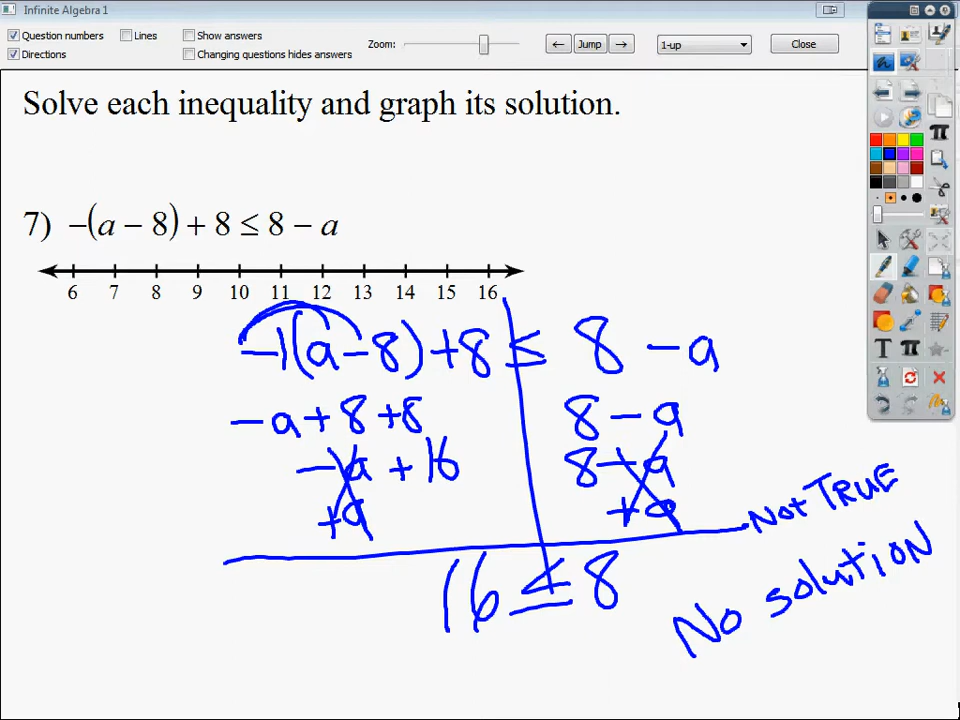 Infinite Algebra 1
Question numbers Lines Show answers
Directions Changing questions hides answers
Zoom: ← Jump → 1-up Close
Solve each inequality and graph its solution.
7) −(a − 8) + 8 ≤ 8 − a
6 7 8 9 10 11 12 13 14 15 16
−1(a−8)+8 ≤ 8 −a
−a+8+8 8−a
−a+16 8−a
+a +a
Not TRUE
16 ≤ 8
No solution